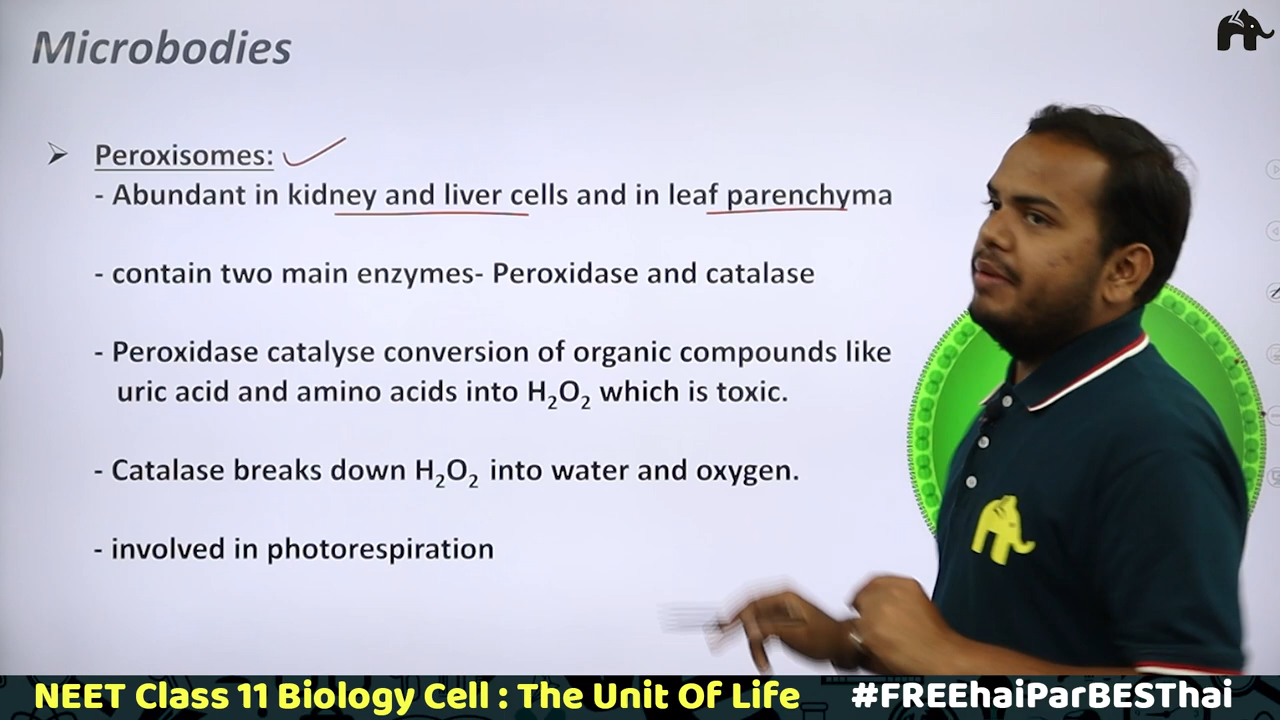 Microbodies
➢ Peroxisomes:
- Abundant in kidney and liver cells and in leaf parenchyma
- contain two main enzymes- Peroxidase and catalase
- Peroxidase catalyse conversion of organic compounds like
uric acid and amino acids into H₂O₂ which is toxic.
- Catalase breaks down H₂O₂ into water and oxygen.
- involved in photorespiration
NEET Class 11 Biology Cell : The Unit Of Life #FREEhaiParBESThai